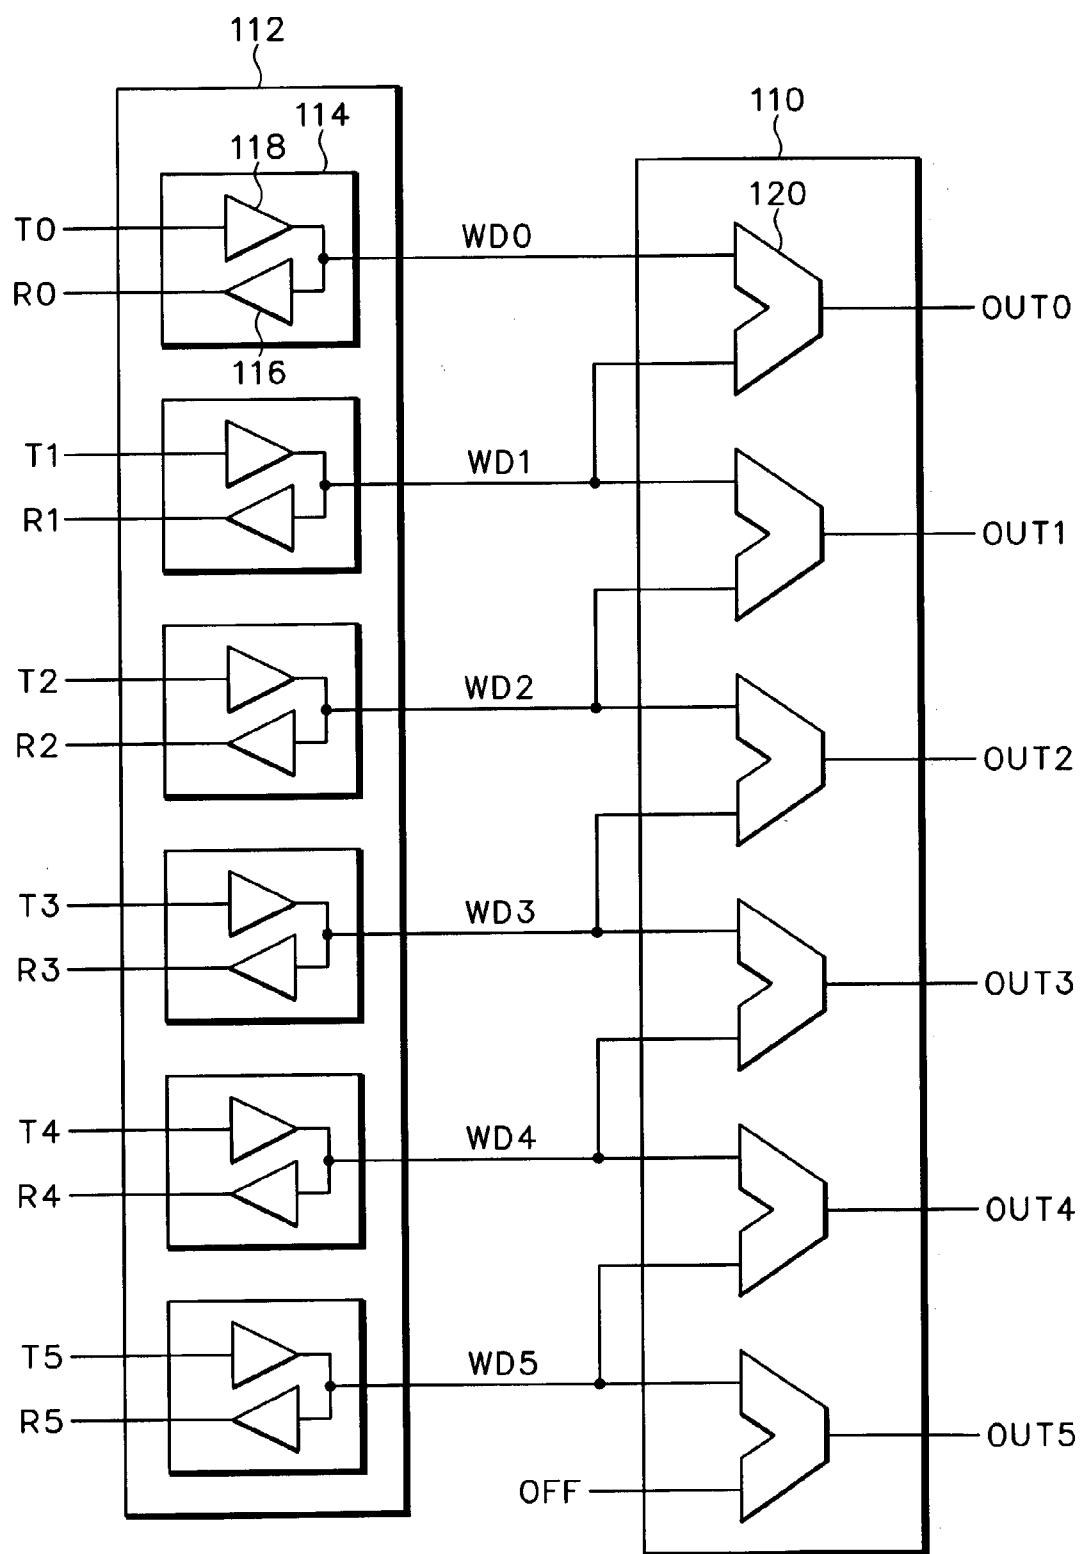 112
110
114
118
120
T0
WD0
R0
OUT0
116
T1
WD1
R1
OUT1
T2
WD2
R2
OUT2
T3
WD3
R3
OUT3
T4
WD4
R4
OUT4
T5
WD5
R5
OUT5
OFF